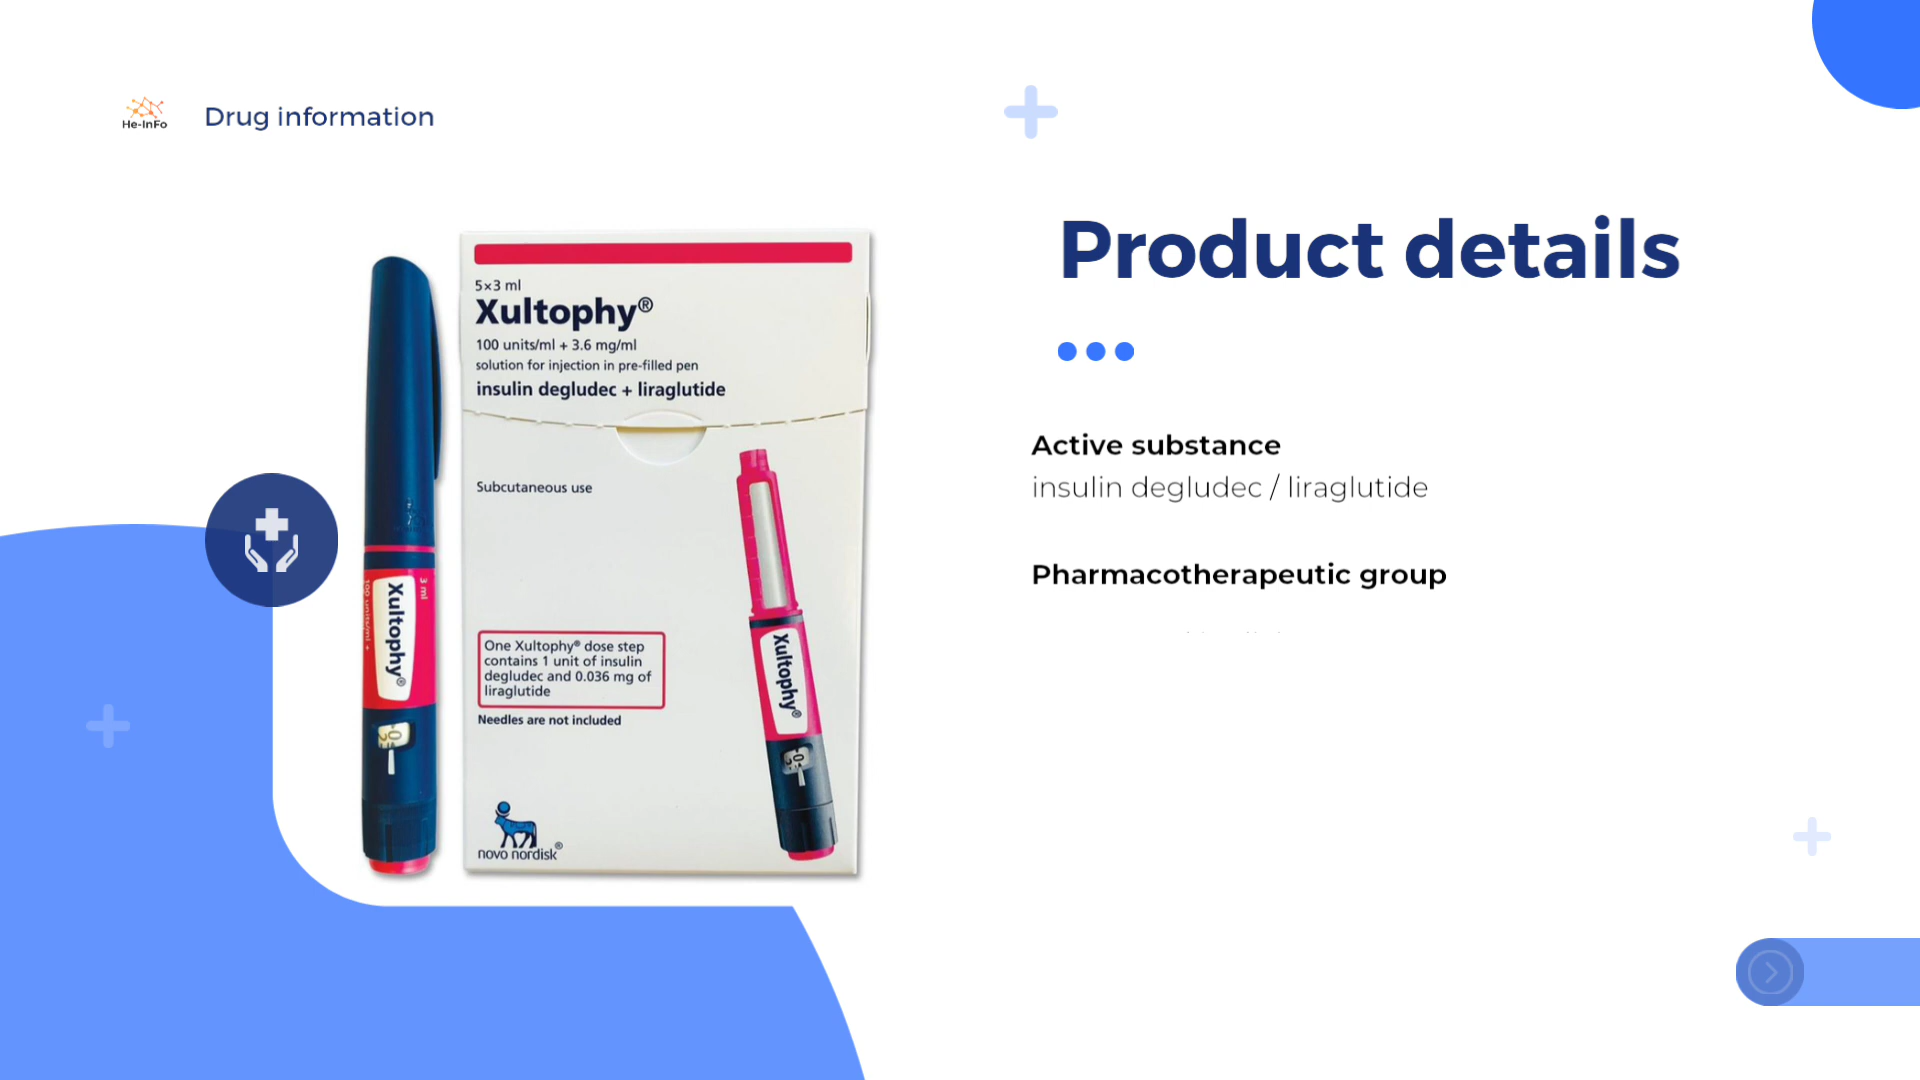 He-InFo
Drug information
Product details
5×3 ml
Xultophy®
100 units/ml + 3.6 mg/ml
solution for injection in pre-filled pen
insulin degludec + liraglutide
Subcutaneous use
One Xultophy® dose step
contains 1 unit of insulin
degludec and 0.036 mg of
liraglutide
Needles are not included
novo nordisk®
Xultophy®
3 ml
100 units/ml +
Xultophy®
Active substance
insulin degludec / liraglutide
Pharmacotherapeutic group